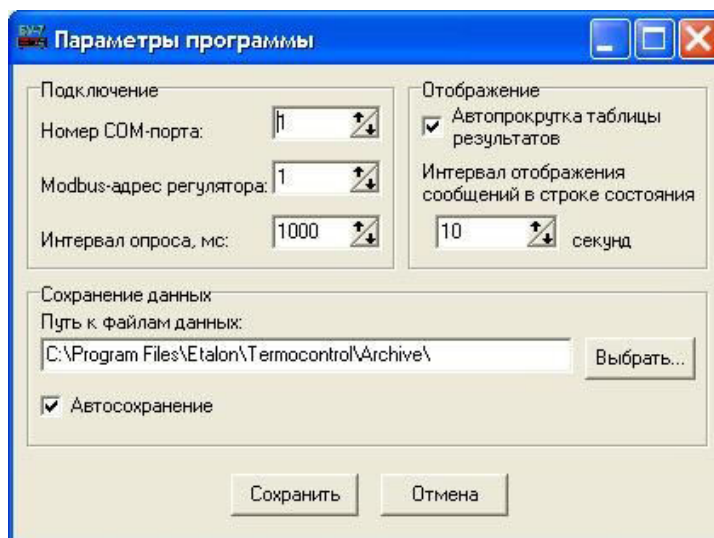 БУ-7
Параметры программы
Подключение
Номер COM-порта:
1
Modbus-адрес регулятора:
1
Интервал опроса, мс:
1000
Отображение
Автопрокрутка таблицы
результатов
Интервал отображения
сообщений в строке состояния
10
секунд
Сохранение данных
Путь к файлам данных:
C:\Program Files\Etalon\Termocontrol\Archive\
Выбрать...
Автосохранение
Сохранить
Отмена